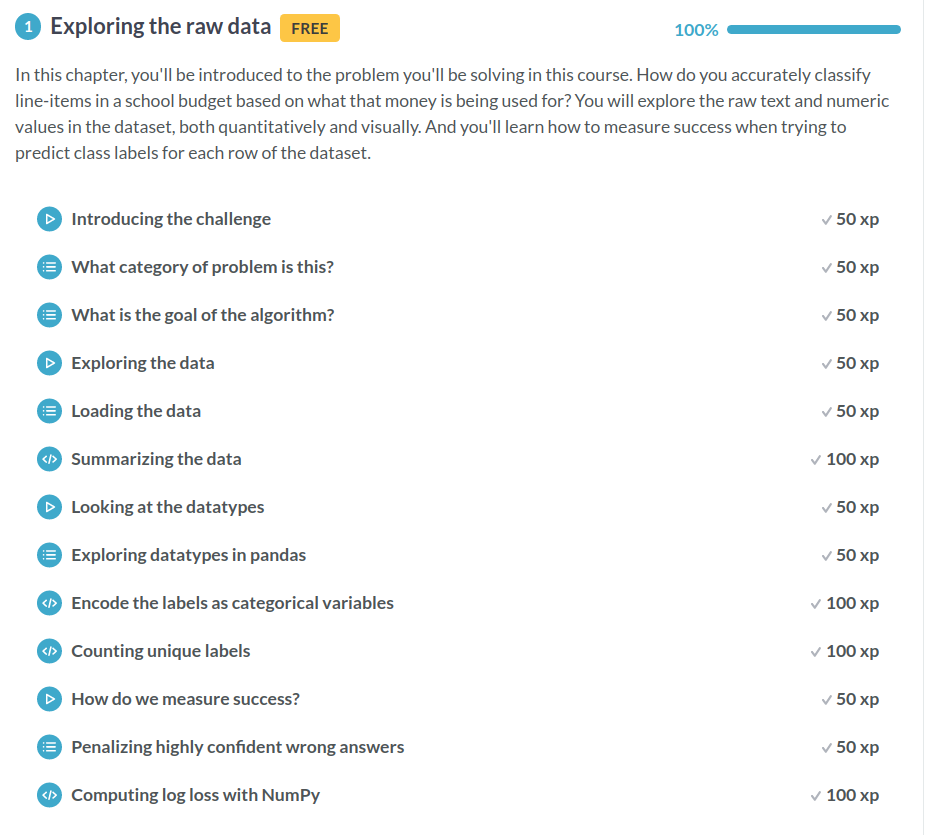 1 Exploring the raw data FREE 100%
In this chapter, you'll be introduced to the problem you'll be solving in this course. How do you accurately classify
line-items in a school budget based on what that money is being used for? You will explore the raw text and numeric
values in the dataset, both quantitatively and visually. And you'll learn how to measure success when trying to
predict class labels for each row of the dataset.
Introducing the challenge 50 xp
What category of problem is this? 50 xp
What is the goal of the algorithm? 50 xp
Exploring the data 50 xp
Loading the data 50 xp
Summarizing the data 100 xp
Looking at the datatypes 50 xp
Exploring datatypes in pandas 50 xp
Encode the labels as categorical variables 100 xp
Counting unique labels 100 xp
How do we measure success? 50 xp
Penalizing highly confident wrong answers 50 xp
Computing log loss with NumPy 100 xp